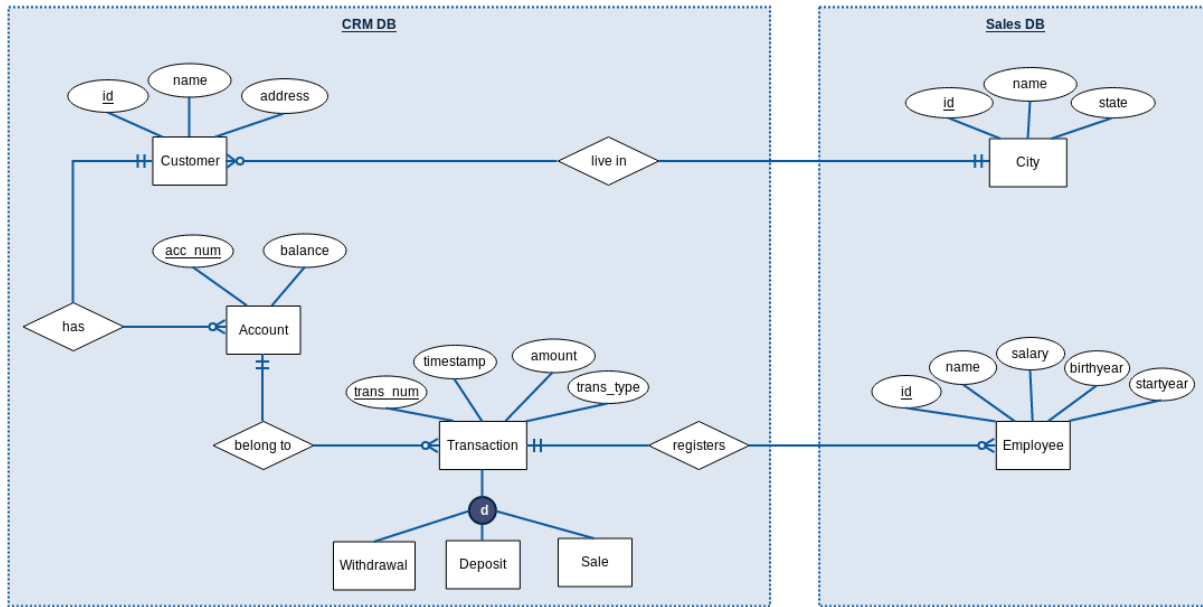 CRM DB
Sales DB
id
name
address
id
name
state
Customer
live in
City
acc_num
balance
has
Account
trans_num
timestamp
amount
trans_type
id
name
salary
birthyear
startyear
belong to
Transaction
registers
Employee
d
Withdrawal
Deposit
Sale